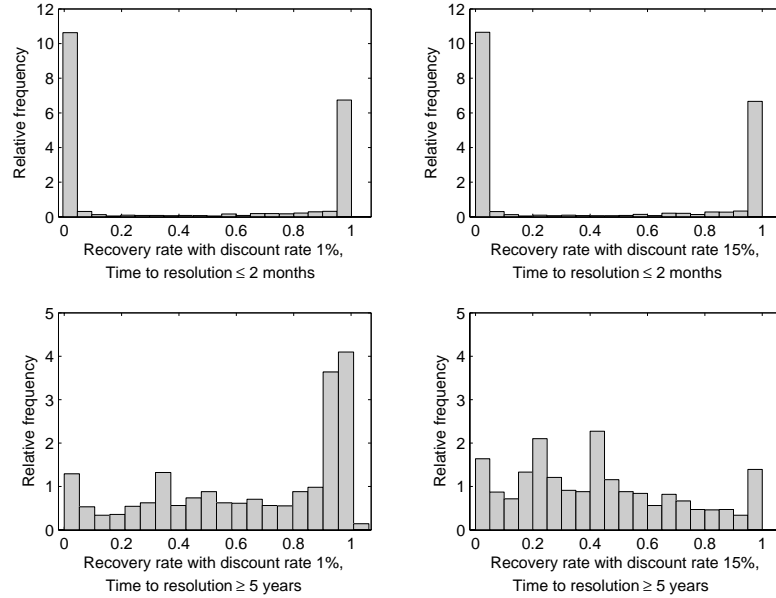 12
10
8
6
4
2
0
Relative frequency
0 0.2 0.4 0.6 0.8 1
Recovery rate with discount rate 1%,
Time to resolution ≤ 2 months
12
10
8
6
4
2
0
Relative frequency
0 0.2 0.4 0.6 0.8 1
Recovery rate with discount rate 15%,
Time to resolution ≤ 2 months
5
4
3
2
1
0
Relative frequency
0 0.2 0.4 0.6 0.8 1
Recovery rate with discount rate 1%,
Time to resolution ≥ 5 years
5
4
3
2
1
0
Relative frequency
0 0.2 0.4 0.6 0.8 1
Recovery rate with discount rate 15%,
Time to resolution ≥ 5 years